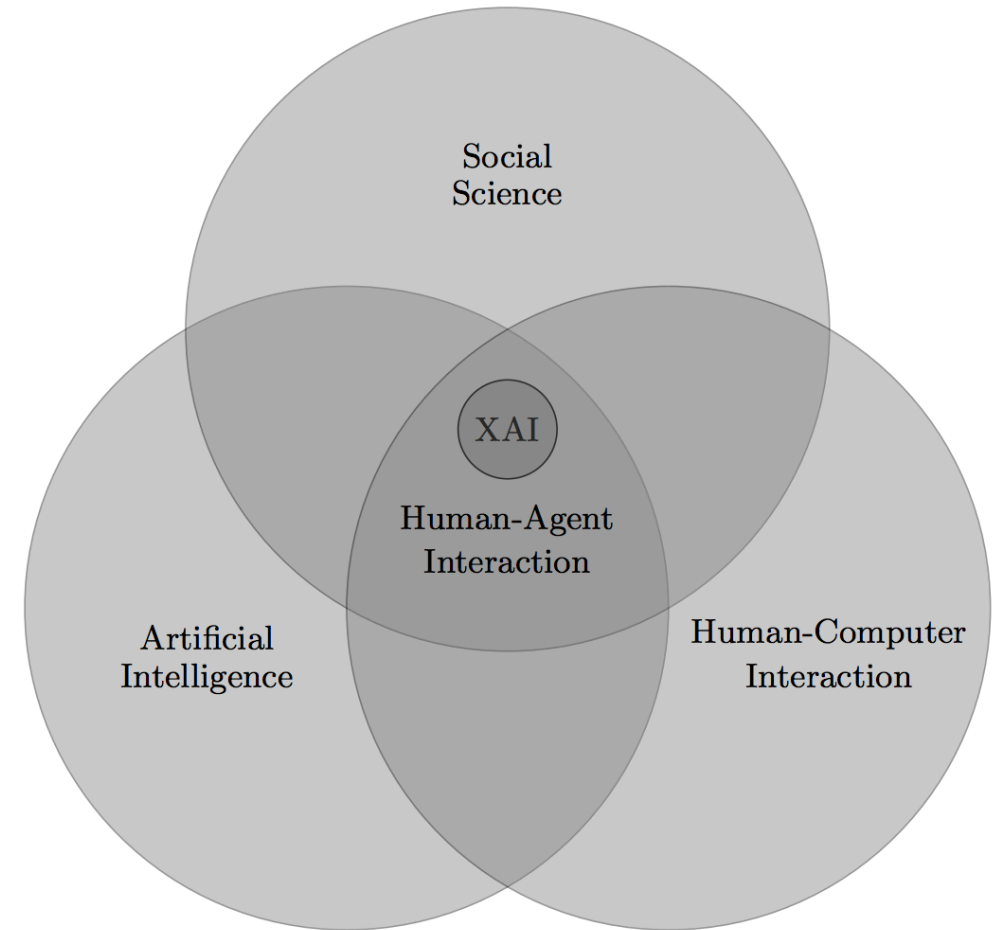 Social
Science
XAI
Human-Agent
Interaction
Artificial
Intelligence
Human-Computer
Interaction